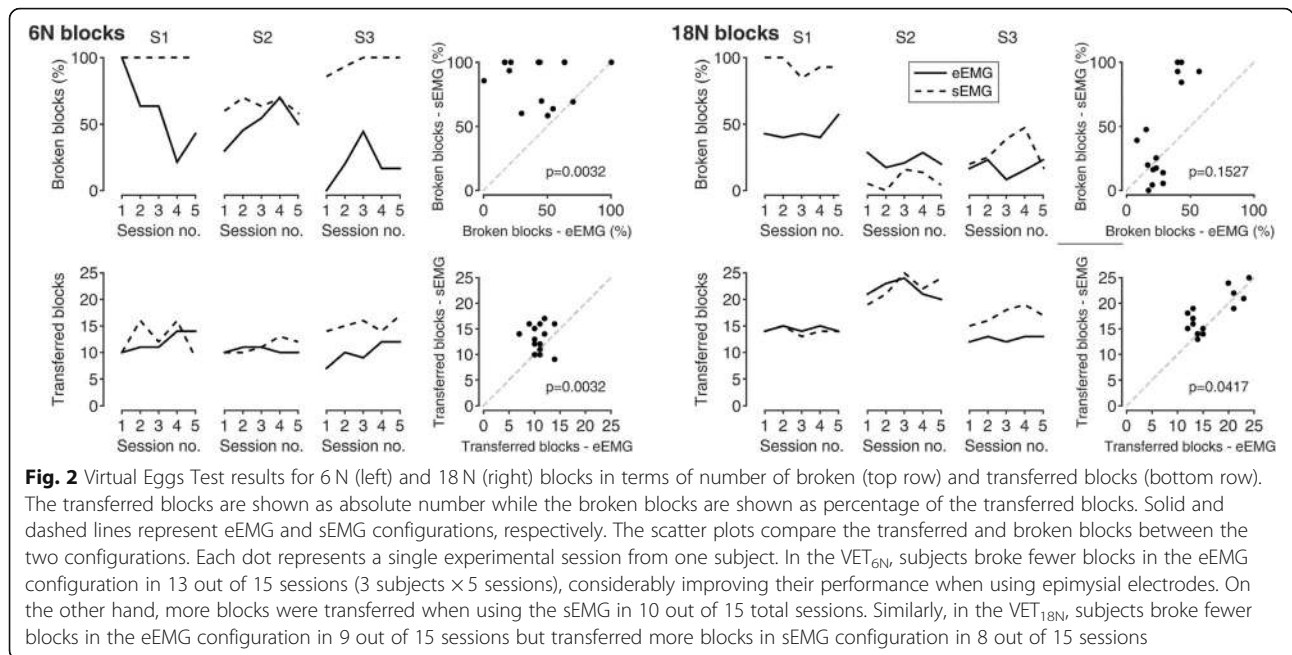 6N blocks
S1
S2
S3
Broken blocks (%)
100
50
0
1 2 3 4 5
Session no.
1 2 3 4 5
Session no.
1 2 3 4 5
Session no.
Broken blocks - sEMG (%)
100
50
0
p=0.0032
0 50 100
Broken blocks - eEMG (%)
18N blocks
S1
S2
S3
eEMG
sEMG
Broken blocks (%)
100
50
0
1 2 3 4 5
Session no.
1 2 3 4 5
Session no.
1 2 3 4 5
Session no.
Broken blocks - sEMG (%)
100
50
0
p=0.1527
0 50 100
Broken blocks - eEMG (%)
Transferred blocks
25
20
15
10
5
0
1 2 3 4 5
Session no.
1 2 3 4 5
Session no.
1 2 3 4 5
Session no.
Transferred blocks - sEMG
25
20
15
10
5
0
p=0.0032
0 5 10 15 20 25
Transferred blocks - eEMG
Transferred blocks
25
20
15
10
5
0
1 2 3 4 5
Session no.
1 2 3 4 5
Session no.
1 2 3 4 5
Session no.
Transferred blocks - sEMG
25
20
15
10
5
0
p=0.0417
0 5 10 15 20 25
Transferred blocks - eEMG
Fig. 2 Virtual Eggs Test results for 6 N (left) and 18 N (right) blocks in terms of number of broken (top row) and transferred blocks (bottom row).
The transferred blocks are shown as absolute number while the broken blocks are shown as percentage of the transferred blocks. Solid and
dashed lines represent eEMG and sEMG configurations, respectively. The scatter plots compare the transferred and broken blocks between the
two configurations. Each dot represents a single experimental session from one subject. In the VET6N, subjects broke fewer blocks in the eEMG
configuration in 13 out of 15 sessions (3 subjects × 5 sessions), considerably improving their performance when using epimysial electrodes. On
the other hand, more blocks were transferred when using the sEMG in 10 out of 15 total sessions. Similarly, in the VET18N, subjects broke fewer
blocks in the eEMG configuration in 9 out of 15 sessions but transferred more blocks in sEMG configuration in 8 out of 15 sessions